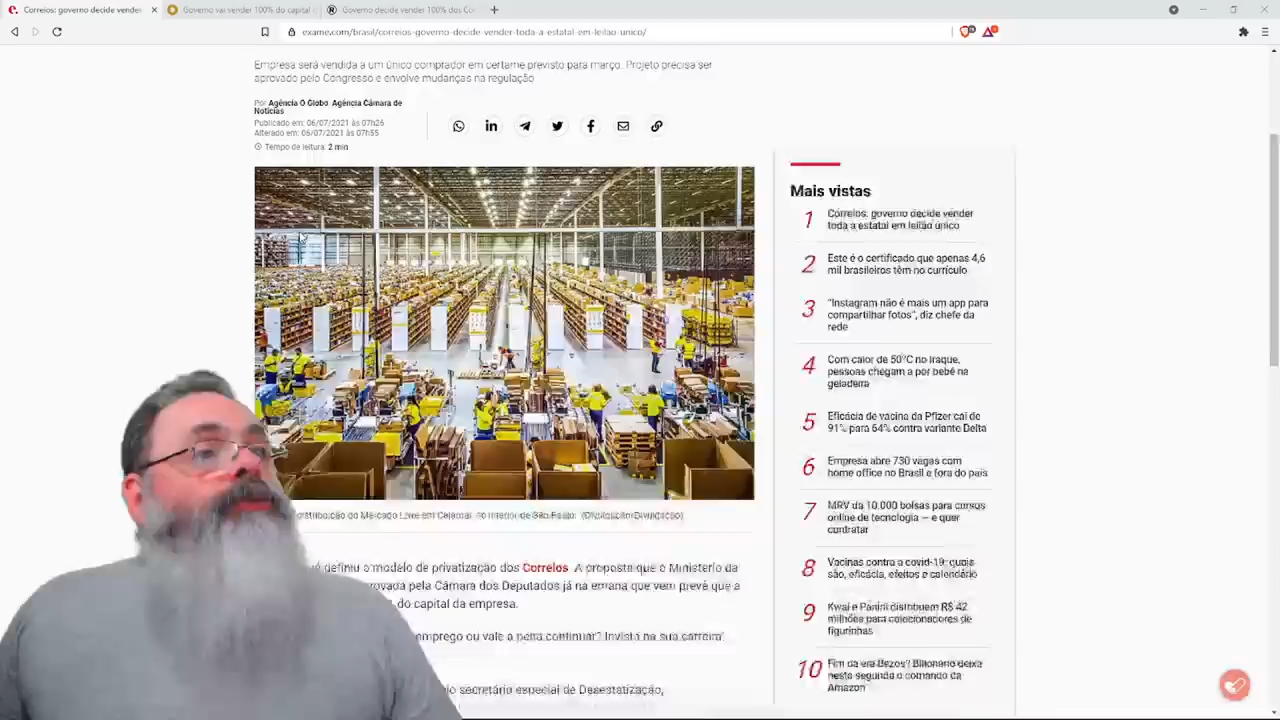 Correios: governo decide vender
Governo vai vender 100% do capital
Governo decide vender 100% dos Cor
exame.com/brasil/correios-governo-decide-vender-toda-a-estatal-em-leilao-unico/
Empresa será vendida a um único comprador em certame previsto para março. Projeto precisa ser
aprovado pelo Congresso e envolve mudanças na regulação
Por Agência O Globo Agência Câmara de
Notícias
Publicado em: 06/07/2021 às 07h26
Alterado em: 06/07/2021 às 07h55
Tempo de leitura: 2 min
Mais vistas
1 Correios: governo decide vender
toda a estatal em leilão único
2 Este é o certificado que apenas 4,6
mil brasileiros têm no currículo
3 "Instagram não é mais um app para
compartilhar fotos", diz chefe da
rede
4 Com calor de 50°C no Iraque,
pessoas chegam a por bebê na
geladeira
5 Eficácia de vacina da Pfizer cai de
91% para 64% contra variante Delta
6 Empresa abre 730 vagas com
home office no Brasil e fora do país
7 MRV dá 10.000 bolsas para cursos
online de tecnologia — e quer
contratar
8 Vacinas contra a covid-19: quais
são, eficácia, efeitos e calendário
9 Kwai e Panini distribuem R$ 42
milhões para colecionadores de
figurinhas
10 Fim da era Bezos? Bilionário deixa
nesta segunda o comando da
Amazon
do Mercado Livre em Cajamar, no interior de São Paulo (Divulgação/Divulgação)
definiu o modelo de privatização dos Correios. A proposta que o Ministério da
pela Câmara dos Deputados já na semana que vem prevê que a
do capital da empresa.
emprego ou vale a pena continuar? Invista na sua carreira
secretário especial de Desestatização,